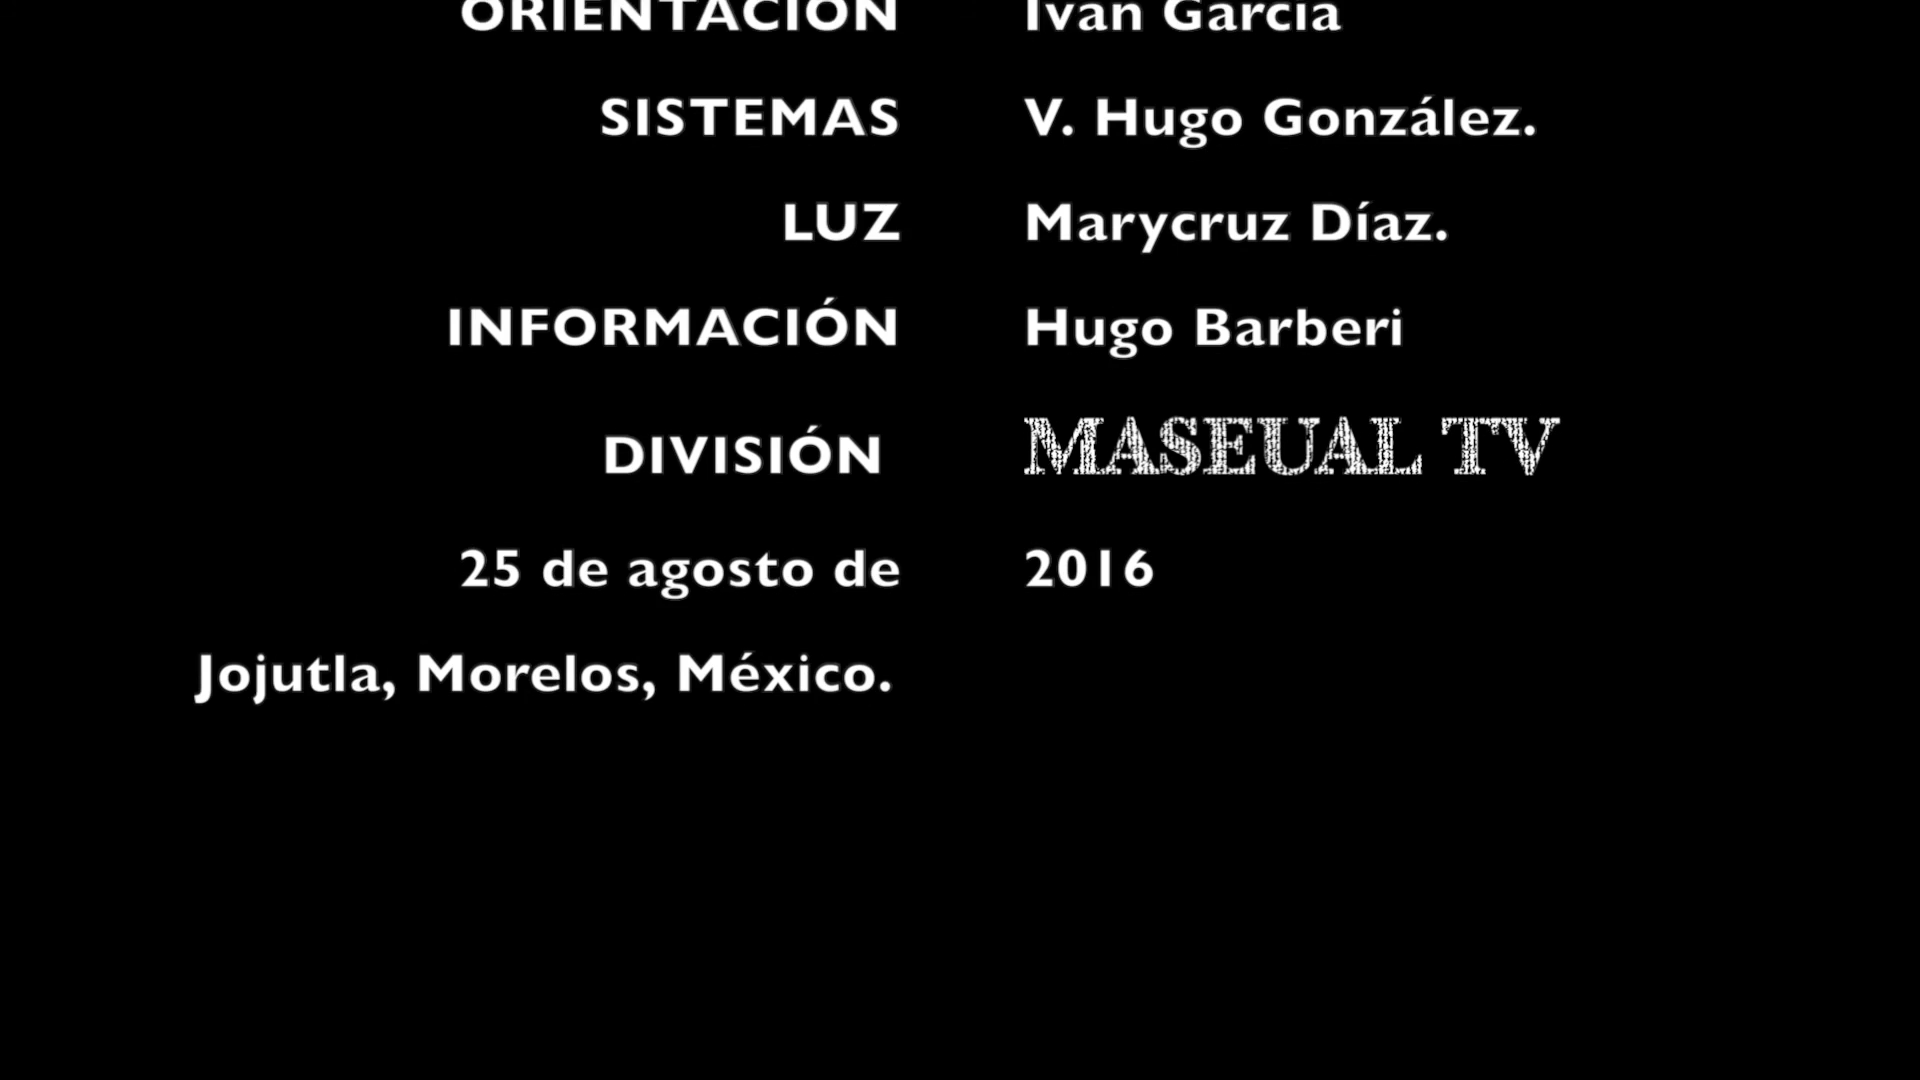 ORIENTACIÓN Iván García
SISTEMAS V. Hugo González.
LUZ Marycruz Díaz.
INFORMACIÓN Hugo Barberi
DIVISIÓN MASEUAL TV
25 de agosto de 2016
Jojutla, Morelos, México.